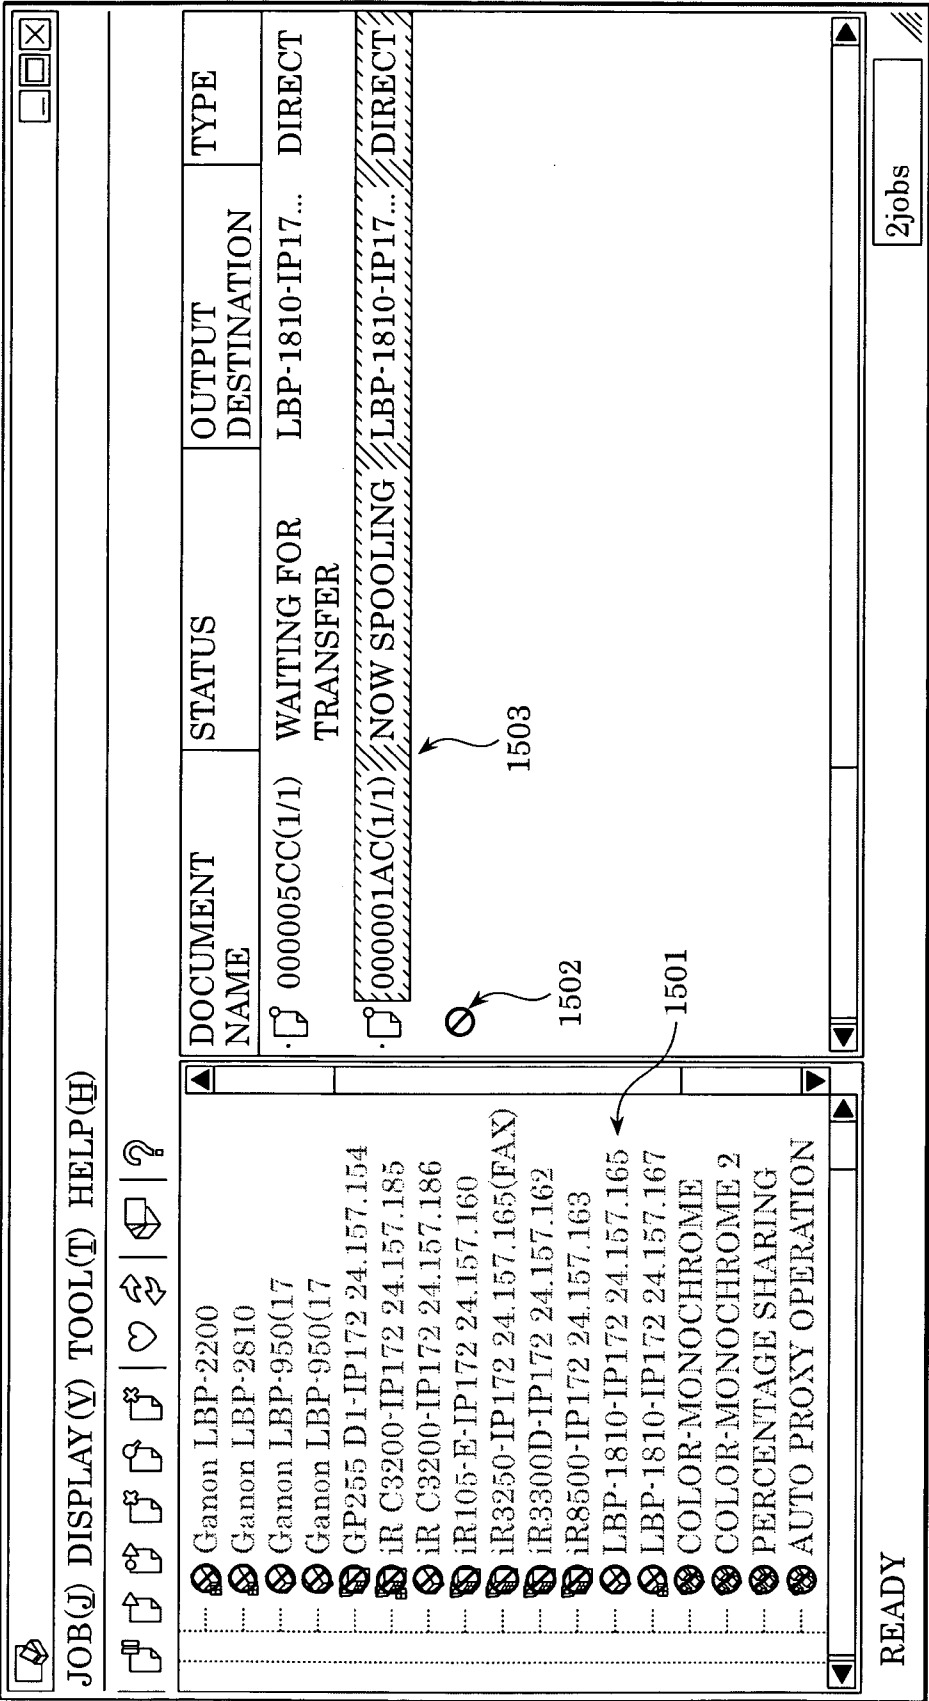 JOB(J) DISPLAY(V) TOOL(T) HELP(H)
Ganon LBP-2200
Ganon LBP-2810
Ganon LBP-950(17
Ganon LBP-950(17
GP255 D1-IP172 24.157.154
iR C3200-IP172 24.157.185
iR C3200-IP172 24.157.186
iR105-E-IP172 24.157.160
iR3250-IP172 24.157.165(FAX)
iR3300D-IP172 24.157.162
iR8500-IP172 24.157.163
LBP-1810-IP172 24.157.165
LBP-1810-IP172 24.157.167
COLOR-MONOCHROME
COLOR-MONOCHROME 2
PERCENTAGE SHARING
AUTO PROXY OPERATION
1501
DOCUMENT NAME STATUS OUTPUT DESTINATION TYPE
000005CC(1/1) WAITING FOR TRANSFER LBP-1810-IP17... DIRECT
000001AC(1/1) NOW SPOOLING LBP-1810-IP17... DIRECT
1503
1502
READY 2jobs